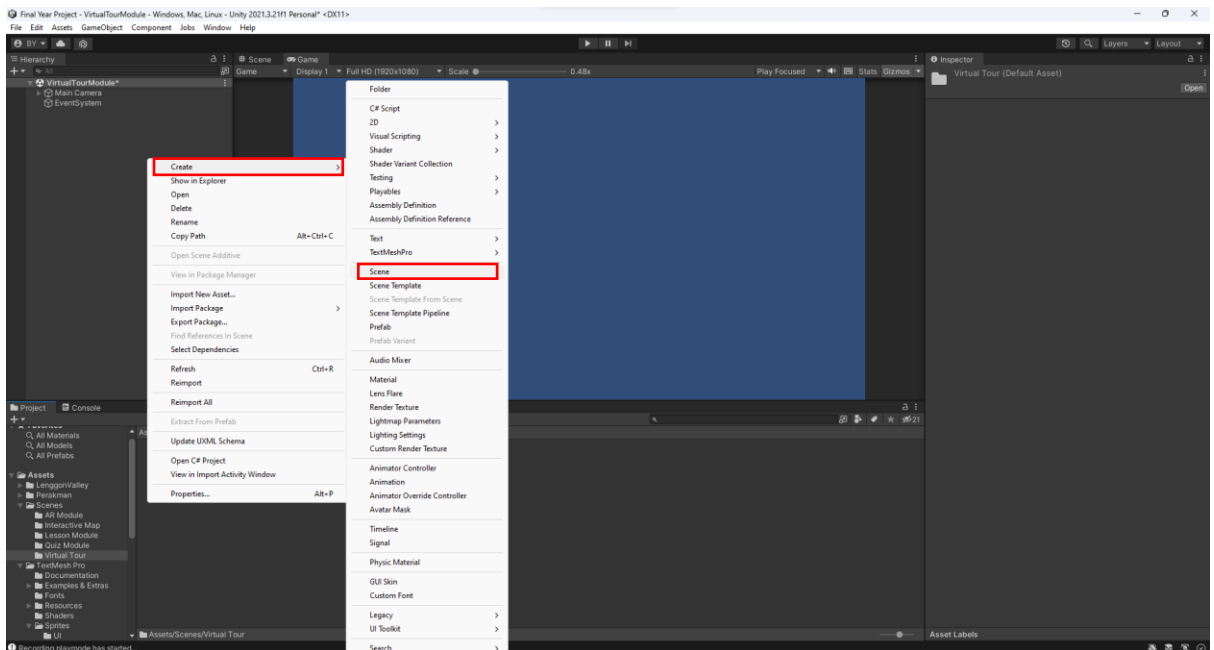 Final Year Project - VirtualTourModule - Windows, Mac, Linux - Unity 2021.3.21f1 Personal* <DX11>
File Edit Assets GameObject Component Jobs Window Help
BY
Layers
Layout
Hierarchy
All
VirtualTourModule*
Main Camera
EventSystem
Scene
Game
Game
Display 1
Full HD (1920x1080)
Scale
0.48x
Play Focused
Stats
Gizmos
Inspector
Virtual Tour (Default Asset)
Open
Create
Show in Explorer
Open
Delete
Rename
Copy Path Alt+Ctrl+C
Open Scene Additive
View in Package Manager
Import New Asset...
Import Package
Export Package...
Find References In Scene
Select Dependencies
Refresh Ctrl+R
Reimport
Reimport All
Extract From Prefab
Update UXML Schema
Open C# Project
View in Import Activity Window
Properties... Alt+P
Folder
C# Script
2D
Visual Scripting
Shader
Shader Variant Collection
Testing
Playables
Assembly Definition
Assembly Definition Reference
Text
TextMeshPro
Scene
Scene Template
Scene Template From Scene
Scene Template Pipeline
Prefab
Prefab Variant
Audio Mixer
Material
Lens Flare
Render Texture
Lightmap Parameters
Lighting Settings
Custom Render Texture
Animator Controller
Animation
Animator Override Controller
Avatar Mask
Timeline
Signal
Physic Material
GUI Skin
Custom Font
Legacy
UI Toolkit
Search
Project
Console
21
Favorites
All Materials
All Models
All Prefabs
Assets
LenggonValley
Perakman
Scenes
AR Module
Interactive Map
Lesson Module
Quiz Module
Virtual Tour
TextMesh Pro
Documentation
Examples & Extras
Fonts
Resources
Shaders
Sprites
UI
Assets/Scenes/Virtual Tour
Asset Labels
Recording playmode has started.